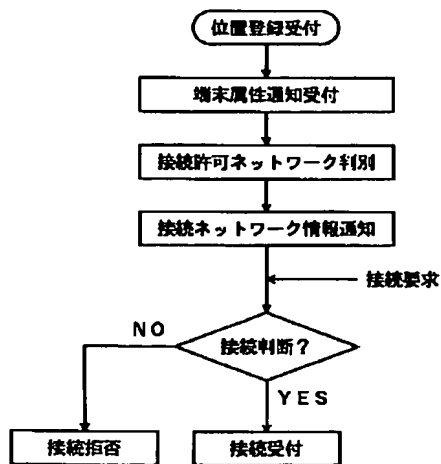 位置登録受付
端末属性通知受付
接続許可ネットワーク判別
接続ネットワーク情報通知
接続要求
接続判断?
NO
YES
接続拒否
接続受付